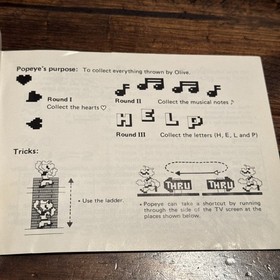 Popeye's purpose: To collect everything thrown by Olive.
Round I
Collect the hearts ♡.
Round II
Collect the musical notes ♪
HELP
Round III
Collect the letters (H, E, L and P)
Tricks:
• Use the ladder.
THRU THRU
• Popeye can take a shortcut by running
through the side of the TV screen at the
places shown below.